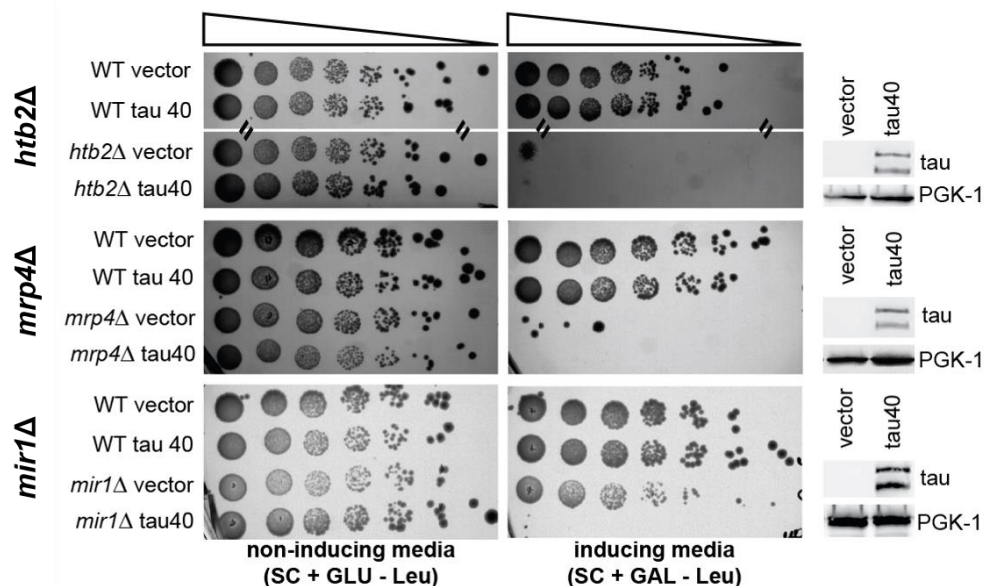 htb2Δ
WT vector
WT tau 40
htb2Δ vector
htb2Δ tau40
vector
tau40
tau
PGK-1
mrp4Δ
WT vector
WT tau 40
mrp4Δ vector
mrp4Δ tau40
vector
tau40
tau
PGK-1
mir1Δ
WT vector
WT tau 40
mir1Δ vector
mir1Δ tau40
vector
tau40
tau
PGK-1
non-inducing media
(SC + GLU - Leu)
inducing media
(SC + GAL - Leu)